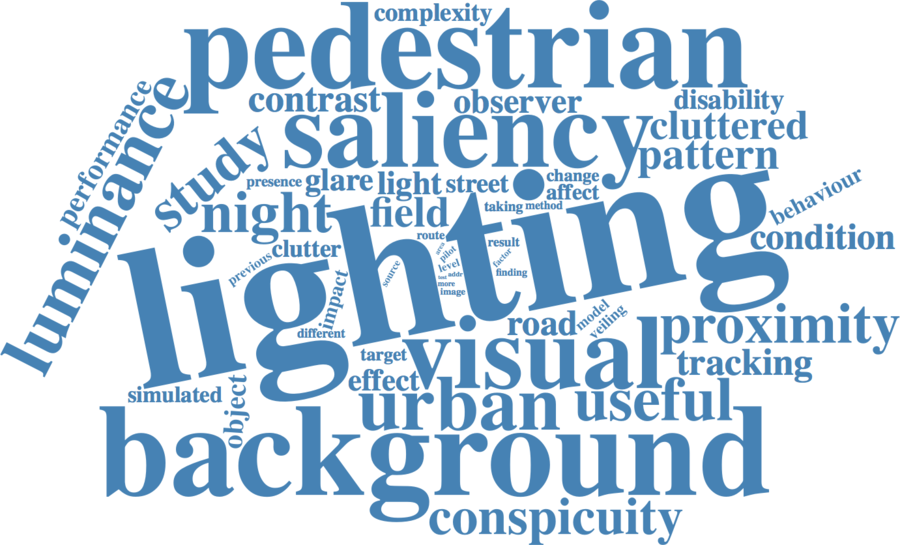 complexity
pedestrian
contrast
observer
disability
performance
luminance
study
saliency
cluttered
pattern
presence
glare
light
street
change
affect
taking
method
night
field
behaviour
condition
lighting
clutter
previous
route
area
pilot
level
addr
more
image
source
result
factor
finding
impact
different
model
veiling
road
proximity
target
visual
tracking
effect
simulated
object
urban
useful
background
conspicuity